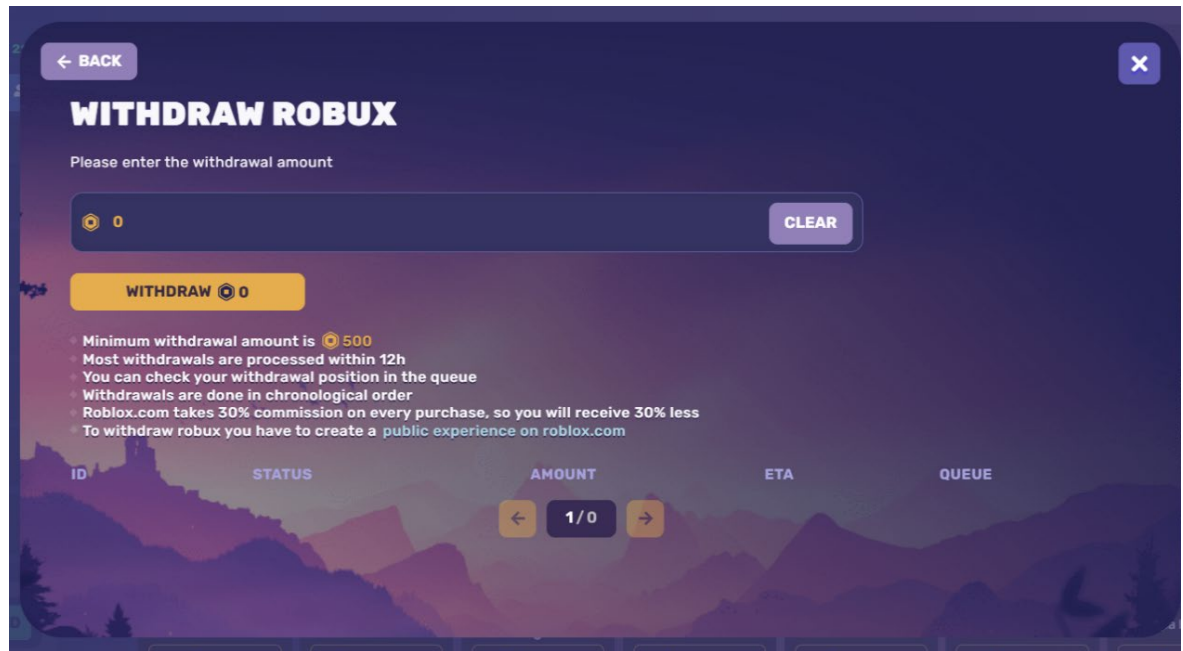 ← BACK
×
WITHDRAW ROBUX
Please enter the withdrawal amount
0
CLEAR
WITHDRAW 0
Minimum withdrawal amount is 500
Most withdrawals are processed within 12h
You can check your withdrawal position in the queue
Withdrawals are done in chronological order
Roblox.com takes 30% commission on every purchase, so you will receive 30% less
To withdraw robux you have to create a public experience on roblox.com
ID STATUS AMOUNT ETA QUEUE
← 1/0 →